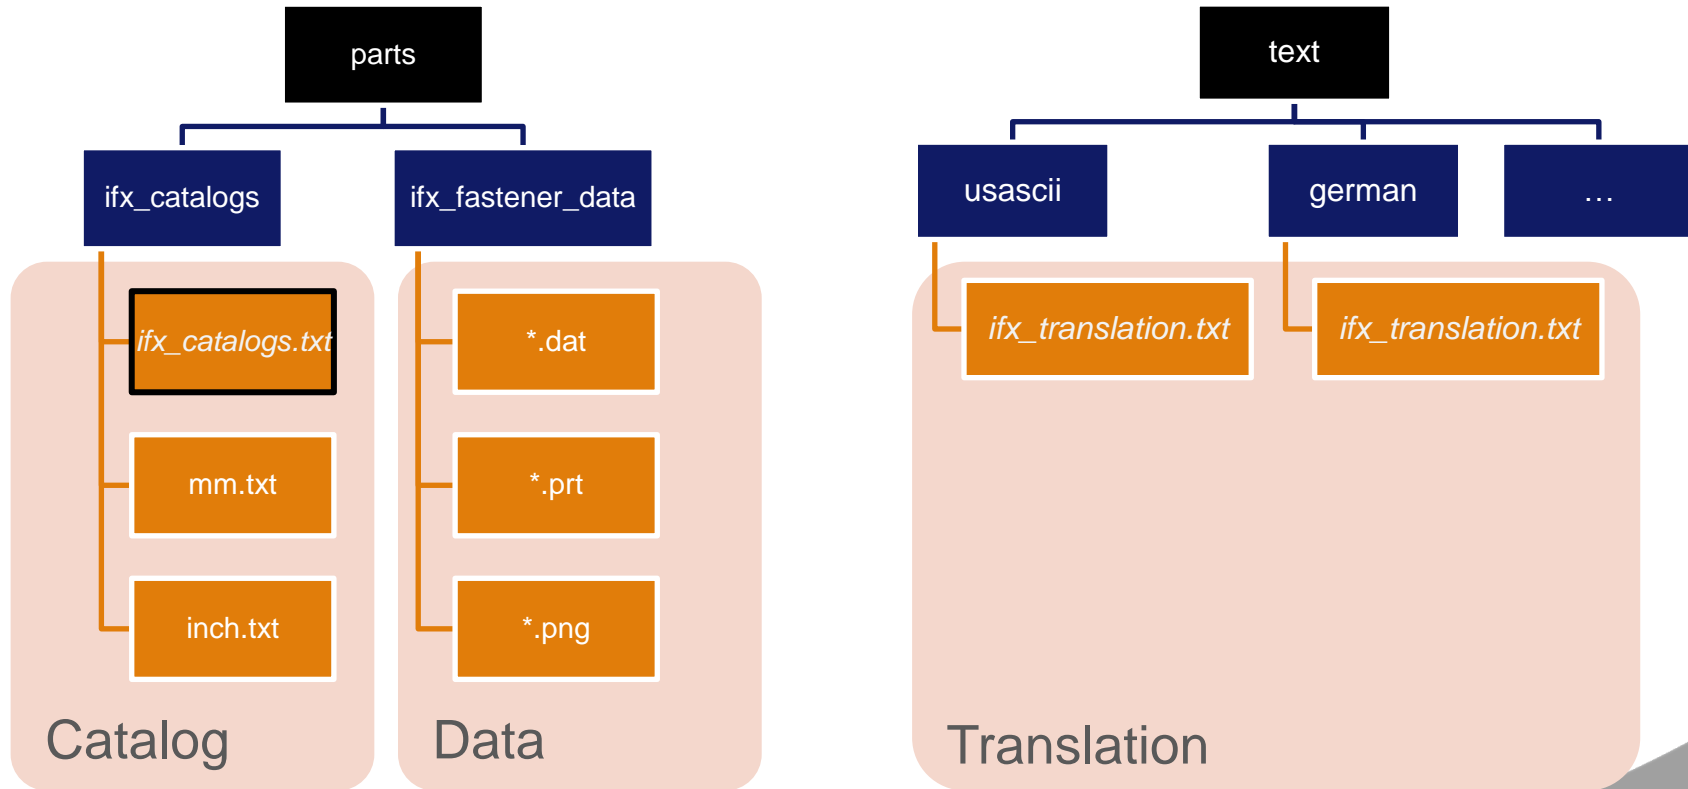 parts
text
ifx_catalogs
ifx_fastener_data
usascii
german
...
ifx_catalogs.txt
*.dat
ifx_translation.txt
ifx_translation.txt
mm.txt
*.prt
inch.txt
*.png
Catalog
Data
Translation